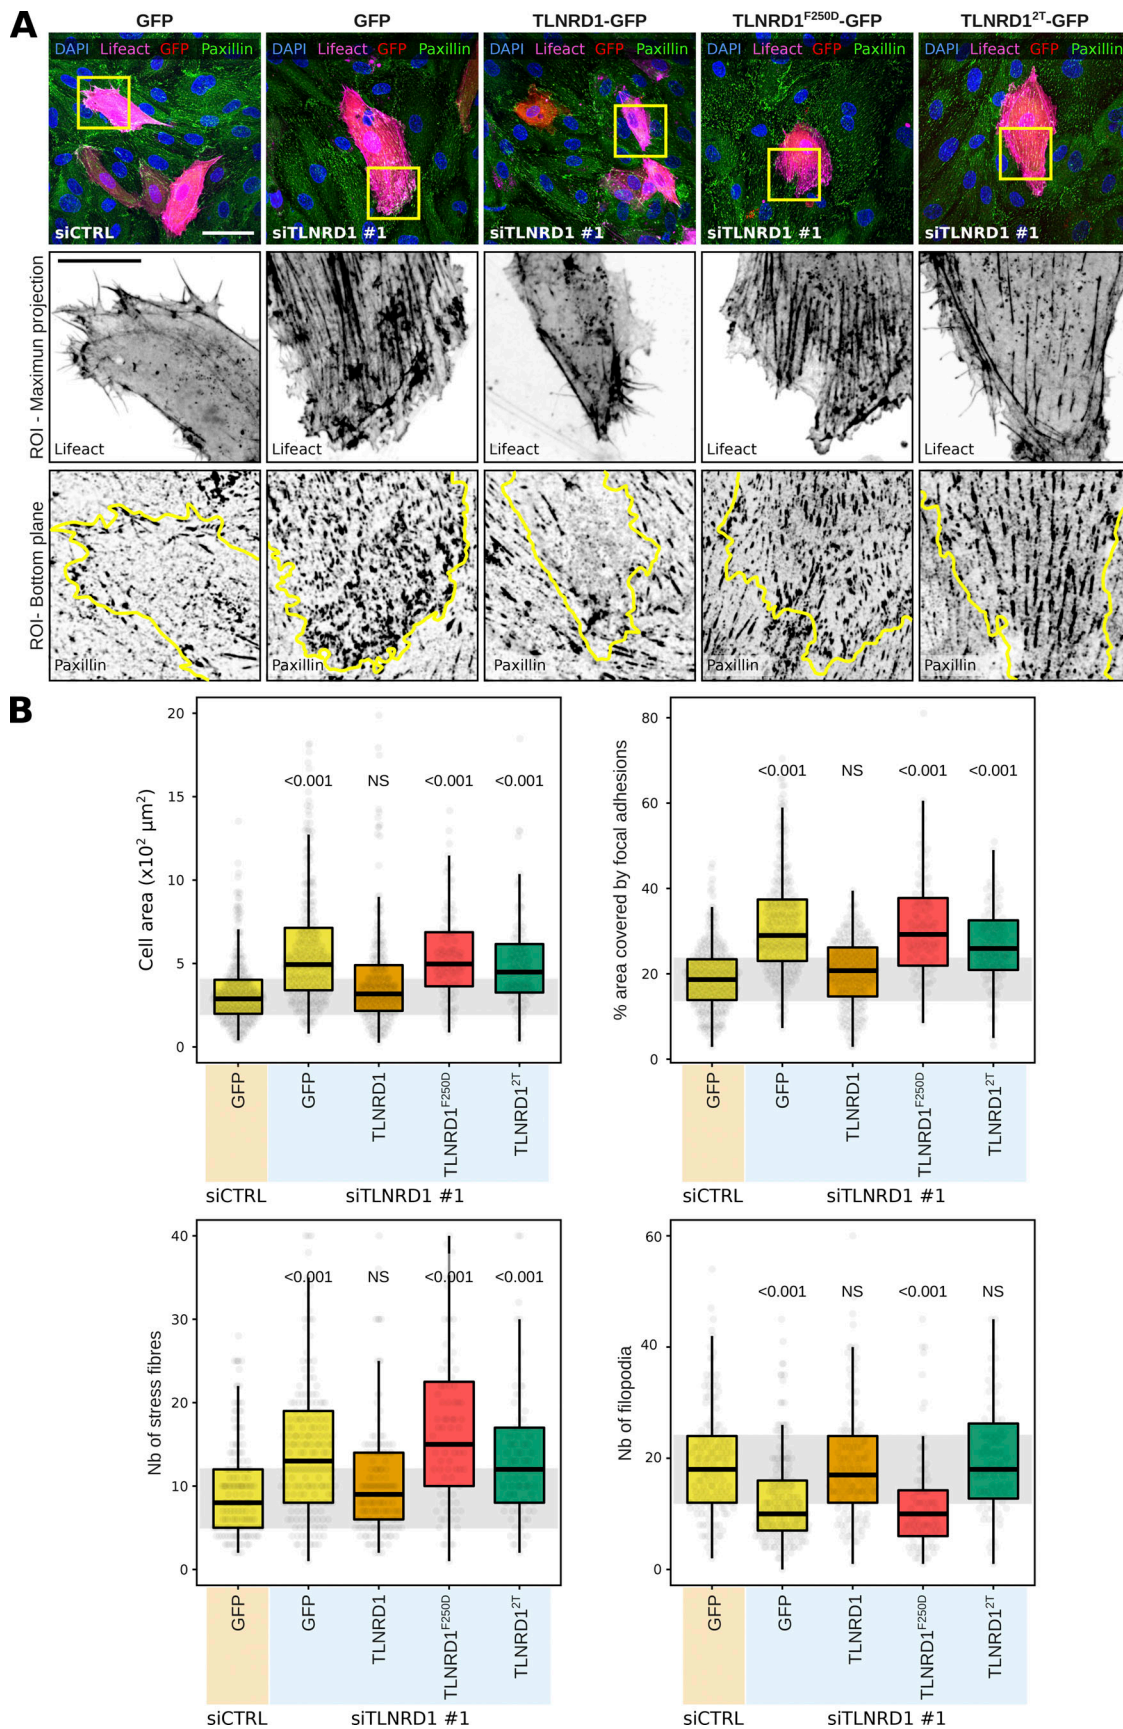 A
GFP GFP TLNRD1-GFP TLNRD1F250D-GFP TLNRD12T-GFP
DAPI Lifeact GFP Paxillin DAPI Lifeact GFP Paxillin DAPI Lifeact GFP Paxillin DAPI Lifeact GFP Paxillin DAPI Lifeact GFP Paxillin
siCTRL siTLNRD1 #1 siTLNRD1 #1 siTLNRD1 #1 siTLNRD1 #1
ROI - Maximun projection
Lifeact Lifeact Lifeact Lifeact Lifeact
ROI- Bottom plane
Paxillin Paxillin Paxillin Paxillin Paxillin
B
Cell area (x10² µm²)
20
15
10
5
0
<0.001 NS <0.001 <0.001
GFP
GFP
TLNRD1
TLNRD1F250D
TLNRD12T
siCTRL siTLNRD1 #1
% area covered by focal adhesions
80
60
40
20
0
<0.001 NS <0.001 <0.001
GFP
GFP
TLNRD1
TLNRD1F250D
TLNRD12T
siCTRL siTLNRD1 #1
Nb of stress fibres
40
30
20
10
0
<0.001 NS <0.001 <0.001
GFP
GFP
TLNRD1
TLNRD1F250D
TLNRD12T
siCTRL siTLNRD1 #1
Nb of filopodia
60
40
20
0
<0.001 NS <0.001 NS
GFP
GFP
TLNRD1
TLNRD1F250D
TLNRD12T
siCTRL siTLNRD1 #1